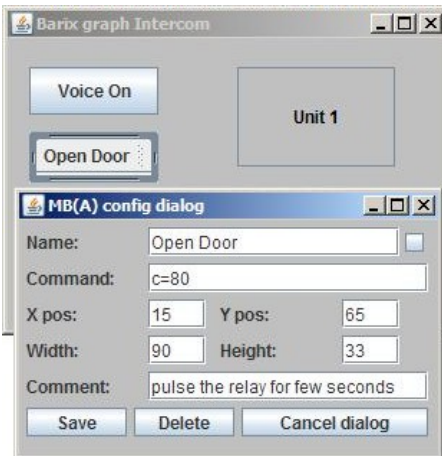 Barix graph Intercom
Voice On
Unit 1
Open Door
MB(A) config dialog
Name: Open Door
Command: c=80
X pos: 15 Y pos: 65
Width: 90 Height: 33
Comment: pulse the relay for few seconds
Save Delete Cancel dialog